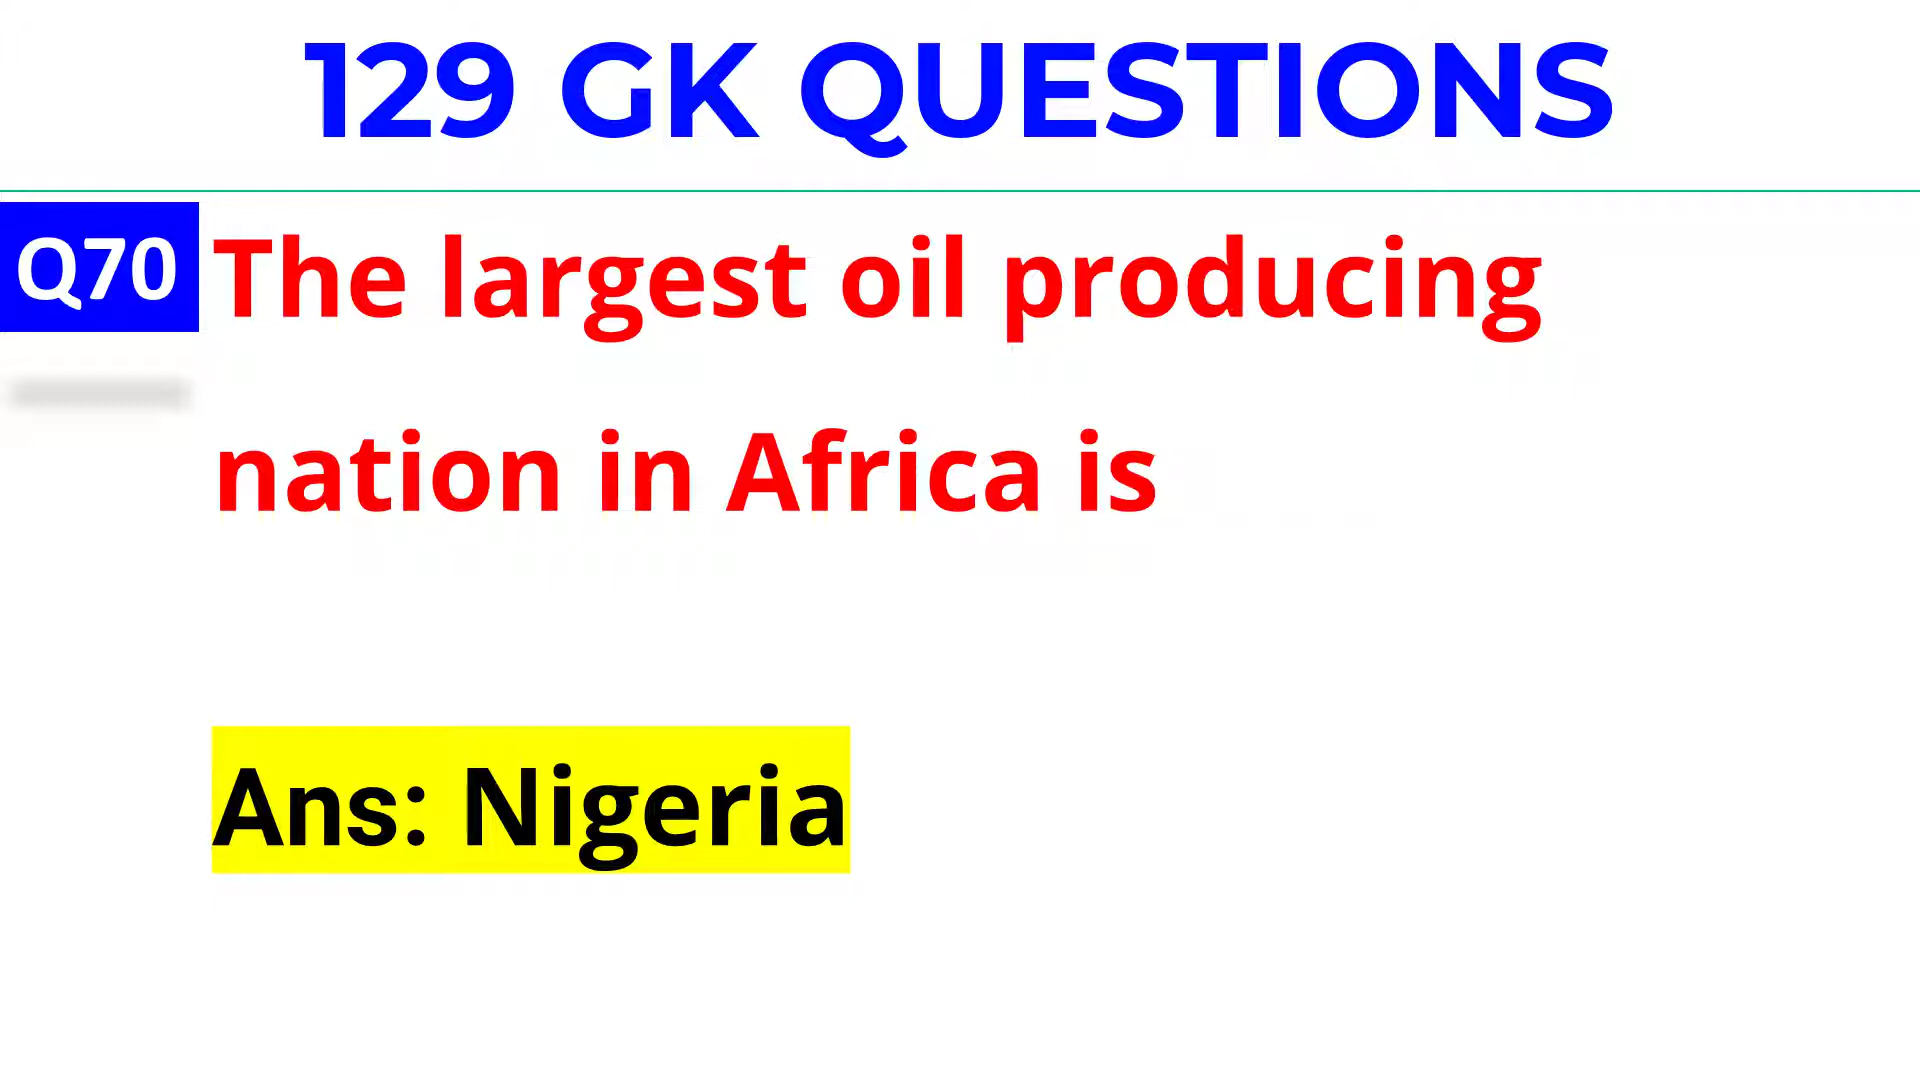 129 GK QUESTIONS
Q70 The largest oil producing
nation in Africa is
Ans: Nigeria